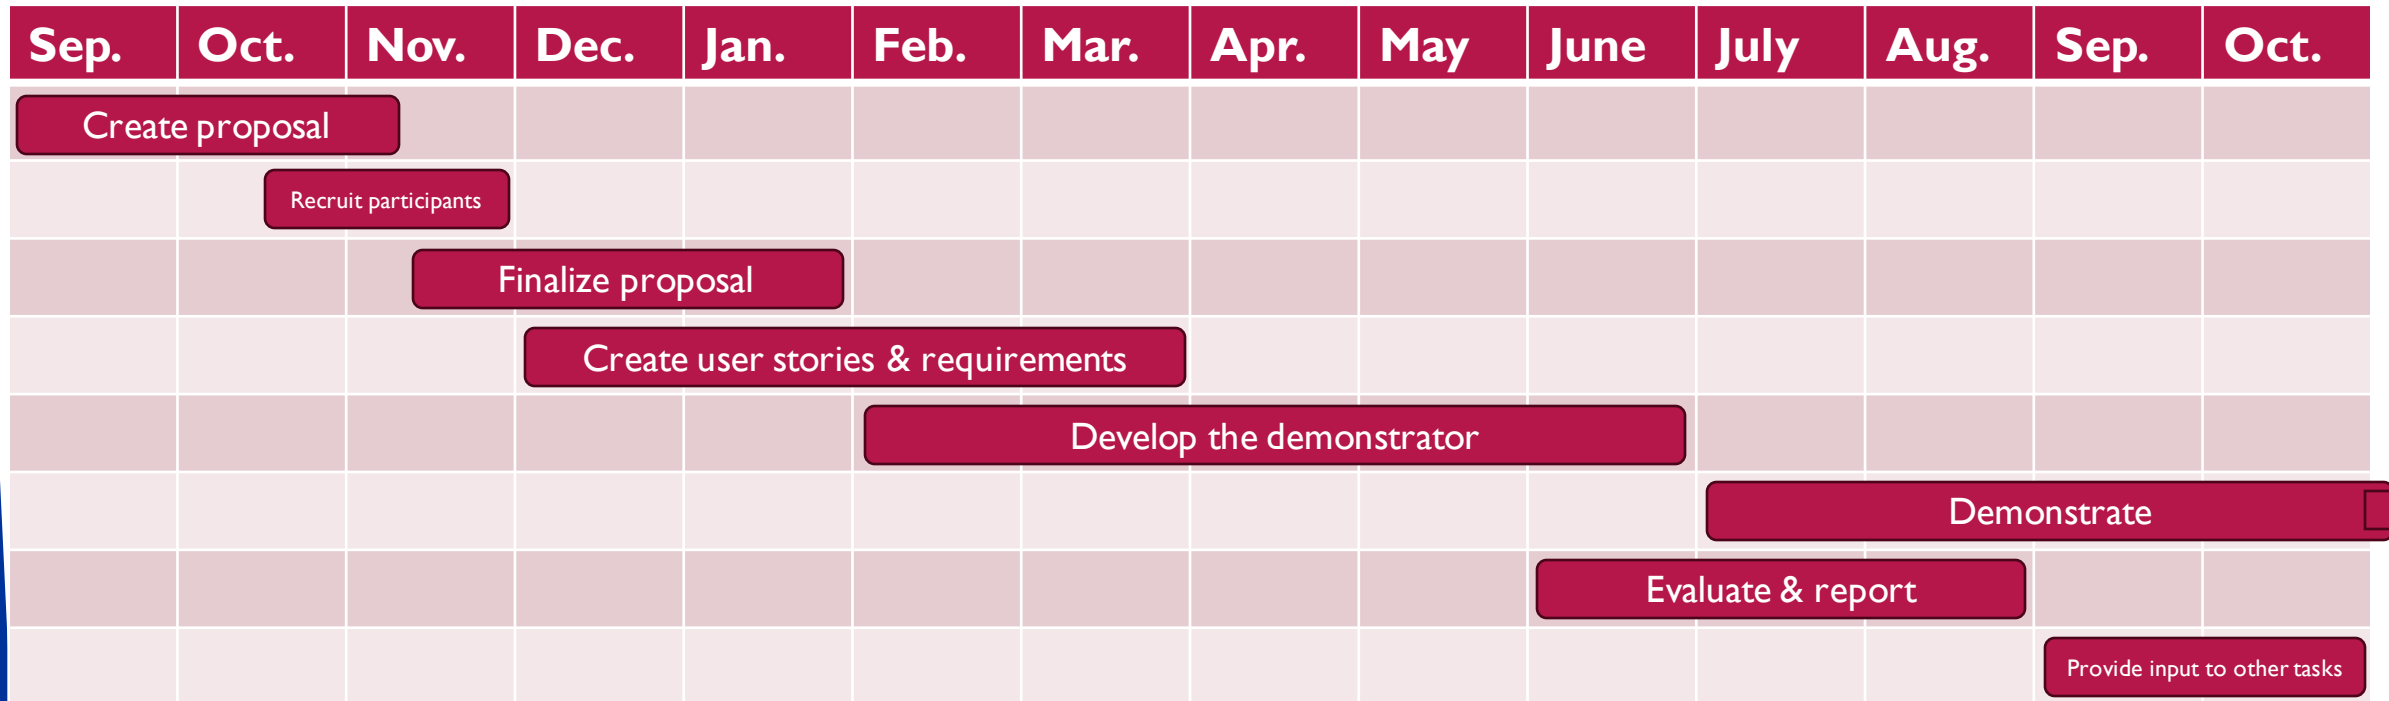 Sep. Oct. Nov. Dec. Jan. Feb. Mar. Apr. May June July Aug. Sep. Oct.
Create proposal
Recruit participants
Finalize proposal
Create user stories & requirements
Develop the demonstrator
Demonstrate
Evaluate & report
Provide input to other tasks